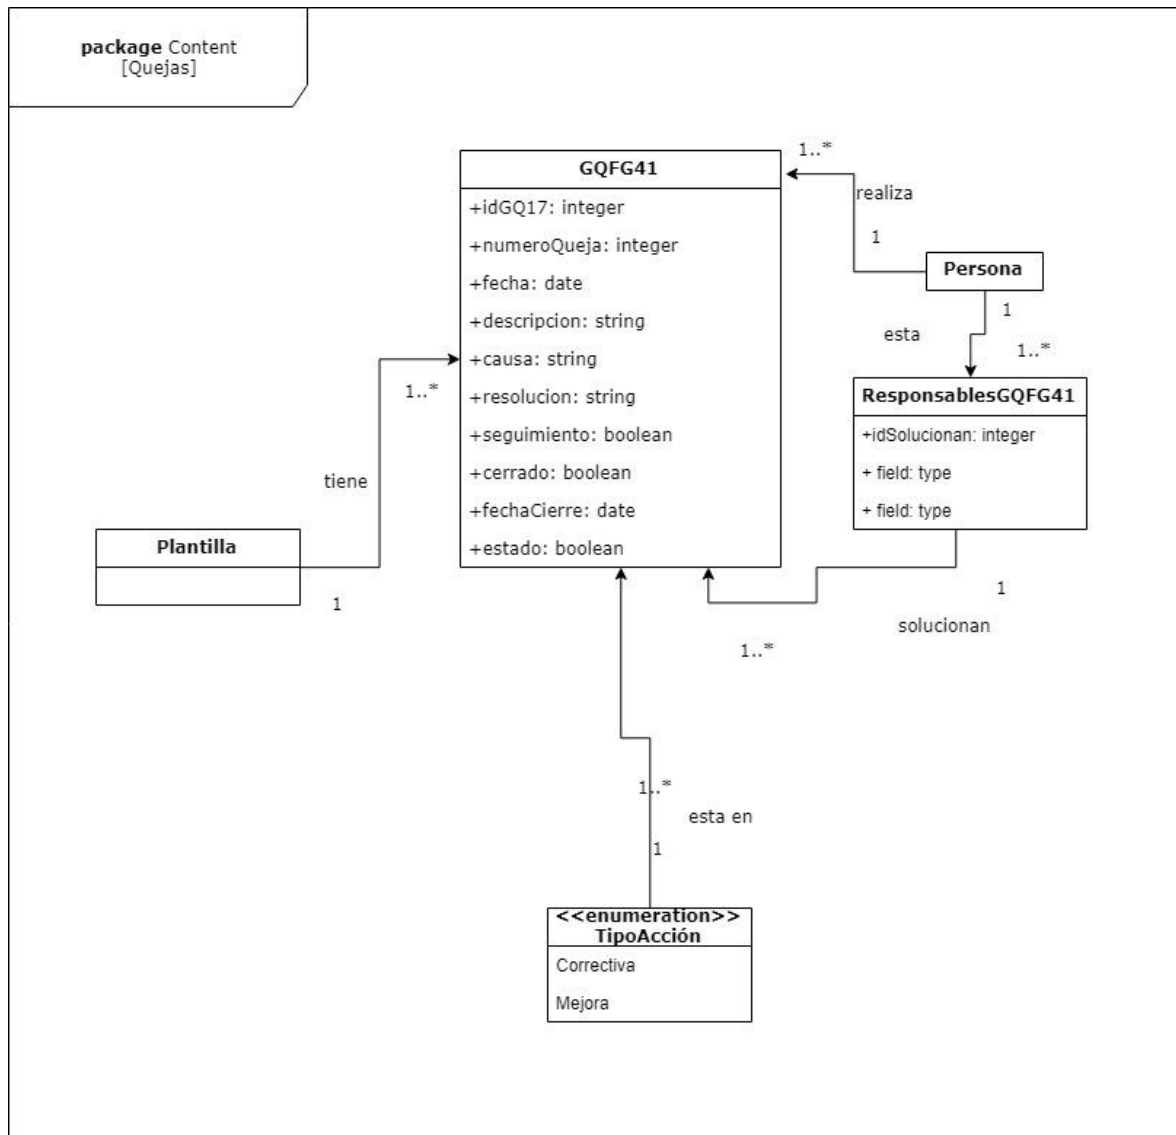 package Content
[Quejas]
GQFG41
+idGQ17: integer
+numeroQueja: integer
+fecha: date
+descripcion: string
+causa: string
+resolucion: string
+seguimiento: boolean
+cerrado: boolean
+fechaCierre: date
+estado: boolean
1..*
realiza
1
Persona
1
esta
1..*
ResponsablesGQFG41
+idSolucionan: integer
+ field: type
+ field: type
1..*
tiene
Plantilla
1
1
solucionan
1..*
1..*
esta en
1
<<enumeration>>
TipoAcción
Correctiva
Mejora